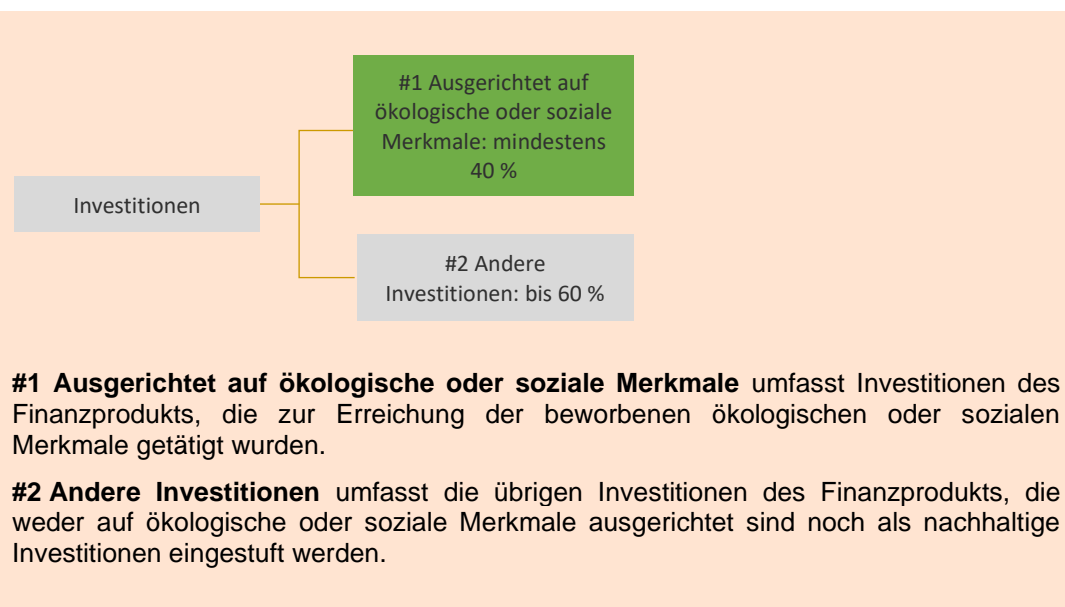 #1 Ausgerichtet auf
ökologische oder soziale
Merkmale: mindestens
40 %
Investitionen
#2 Andere
Investitionen: bis 60 %
#1 Ausgerichtet auf ökologische oder soziale Merkmale umfasst Investitionen des
Finanzprodukts, die zur Erreichung der beworbenen ökologischen oder sozialen
Merkmale getätigt wurden.
#2 Andere Investitionen umfasst die übrigen Investitionen des Finanzprodukts, die
weder auf ökologische oder soziale Merkmale ausgerichtet sind noch als nachhaltige
Investitionen eingestuft werden.